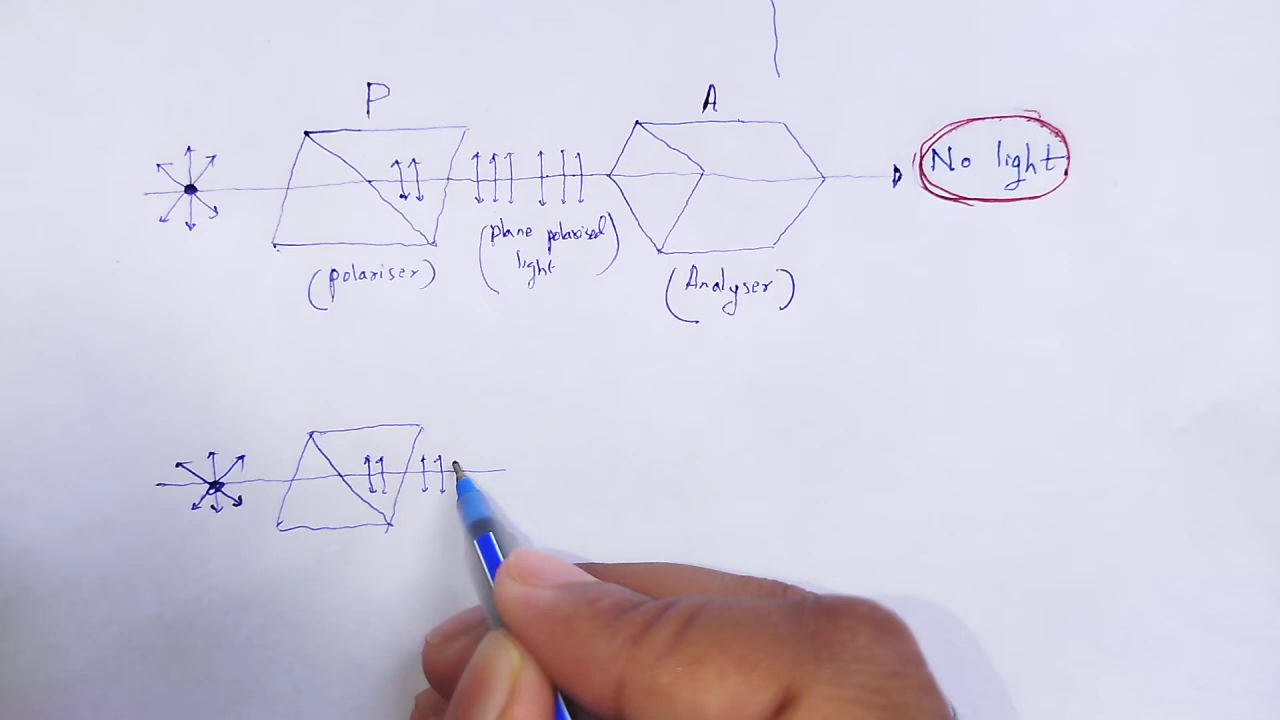 P
A
No light
(polariser)
(plane polarised
light)
(Analyser)